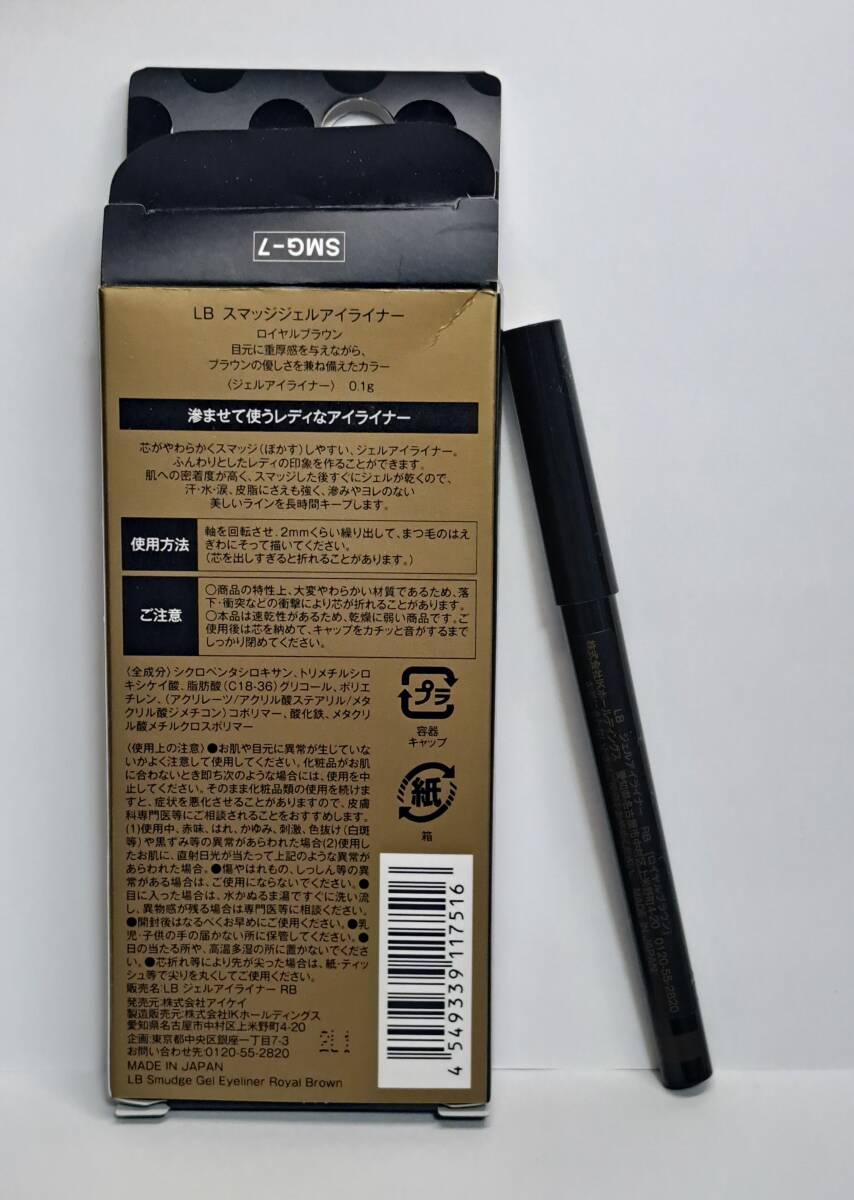 SMG-7
LB スマッジジェルアイライナー
ロイヤルブラウン
目元に重厚感を与えながら、
ブラウンの優しさを兼ね備えたカラー
〈ジェルアイライナー〉 0.1g
滲ませて使うレディなアイライナー
芯がやわらかくスマッジ(ぼかす)しやすい、ジェルアイライナー。
ふんわりとしたレディの印象を作ることができます。
肌への密着度が高く、スマッジした後すぐにジェルが乾くので、
汗・水・涙、皮脂にさえも強く、滲みやヨレのない
美しいラインを長時間キープします。
使用方法
軸を回転させ、2mmくらい繰り出して、まつ毛のはえ
ぎわにそって描いてください。
(芯を出しすぎると折れることがあります。)
ご注意
○商品の特性上、大変やわらかい材質であるため、落
下・衝突などの衝撃により芯が折れることがあります。
○本品は速乾性があるため、乾燥に弱い商品です。ご
使用後は芯を納めて、キャップをカチッと音がするまで
しっかり閉めてください。
〈全成分〉シクロペンタシロキサン、トリメチルシロ
キシケイ酸、脂肪酸(C18-36)グリコール、ポリエ
チレン、(アクリレーツ/アクリル酸ステアリル/メタ
クリル酸ジメチコン)コポリマー、酸化鉄、メタクリ
ル酸メチルクロスポリマー
プラ
容器
キャップ
紙
箱
〈使用上の注意〉●お肌や目元に異常が生じていな
いかよく注意して使用してください。化粧品がお肌
に合わないとき即ち次のような場合には、使用を中
止してください。そのまま化粧品類の使用を続けま
すと、症状を悪化させることがありますので、皮膚
科専門医等にご相談されることをおすすめします。
(1)使用中、赤味、はれ、かゆみ、刺激、色抜け(白斑
等)や黒ずみ等の異常があらわれた場合(2)使用し
たお肌に、直射日光が当たって上記のような異常が
あらわれた場合。●傷やはれもの、しっしん等の異
常がある場合は、ご使用にならないでください。●
目に入った場合は、水かぬるま湯ですぐに洗い流
し、異物感が残る場合は専門医等に相談ください。
●開封後はなるべくお早めにご使用ください。●乳
児・子供の手の届かない所に保管してください。●
日の当たる所や、高温多湿の所に置かないでくださ
い。●芯折れ等により先が尖った場合は、紙・ティッ
シュ等で尖りを丸くしてご使用ください。
販売名:LB ジェルアイライナー RB
発売元:株式会社アイケイ
製造販売元:株式会社IKホールディングス
愛知県名古屋市中村区上米野町4-20
企画:東京都中央区銀座一丁目7-3
お問い合わせ先:0120-55-2820
MADE IN JAPAN
LB Smudge Gel Eyeliner Royal Brown
4 549339 117516
LB ジェルアイライナー RB (ロイヤルブラウン)
株式会社IKホールディングス
0120-55-2820